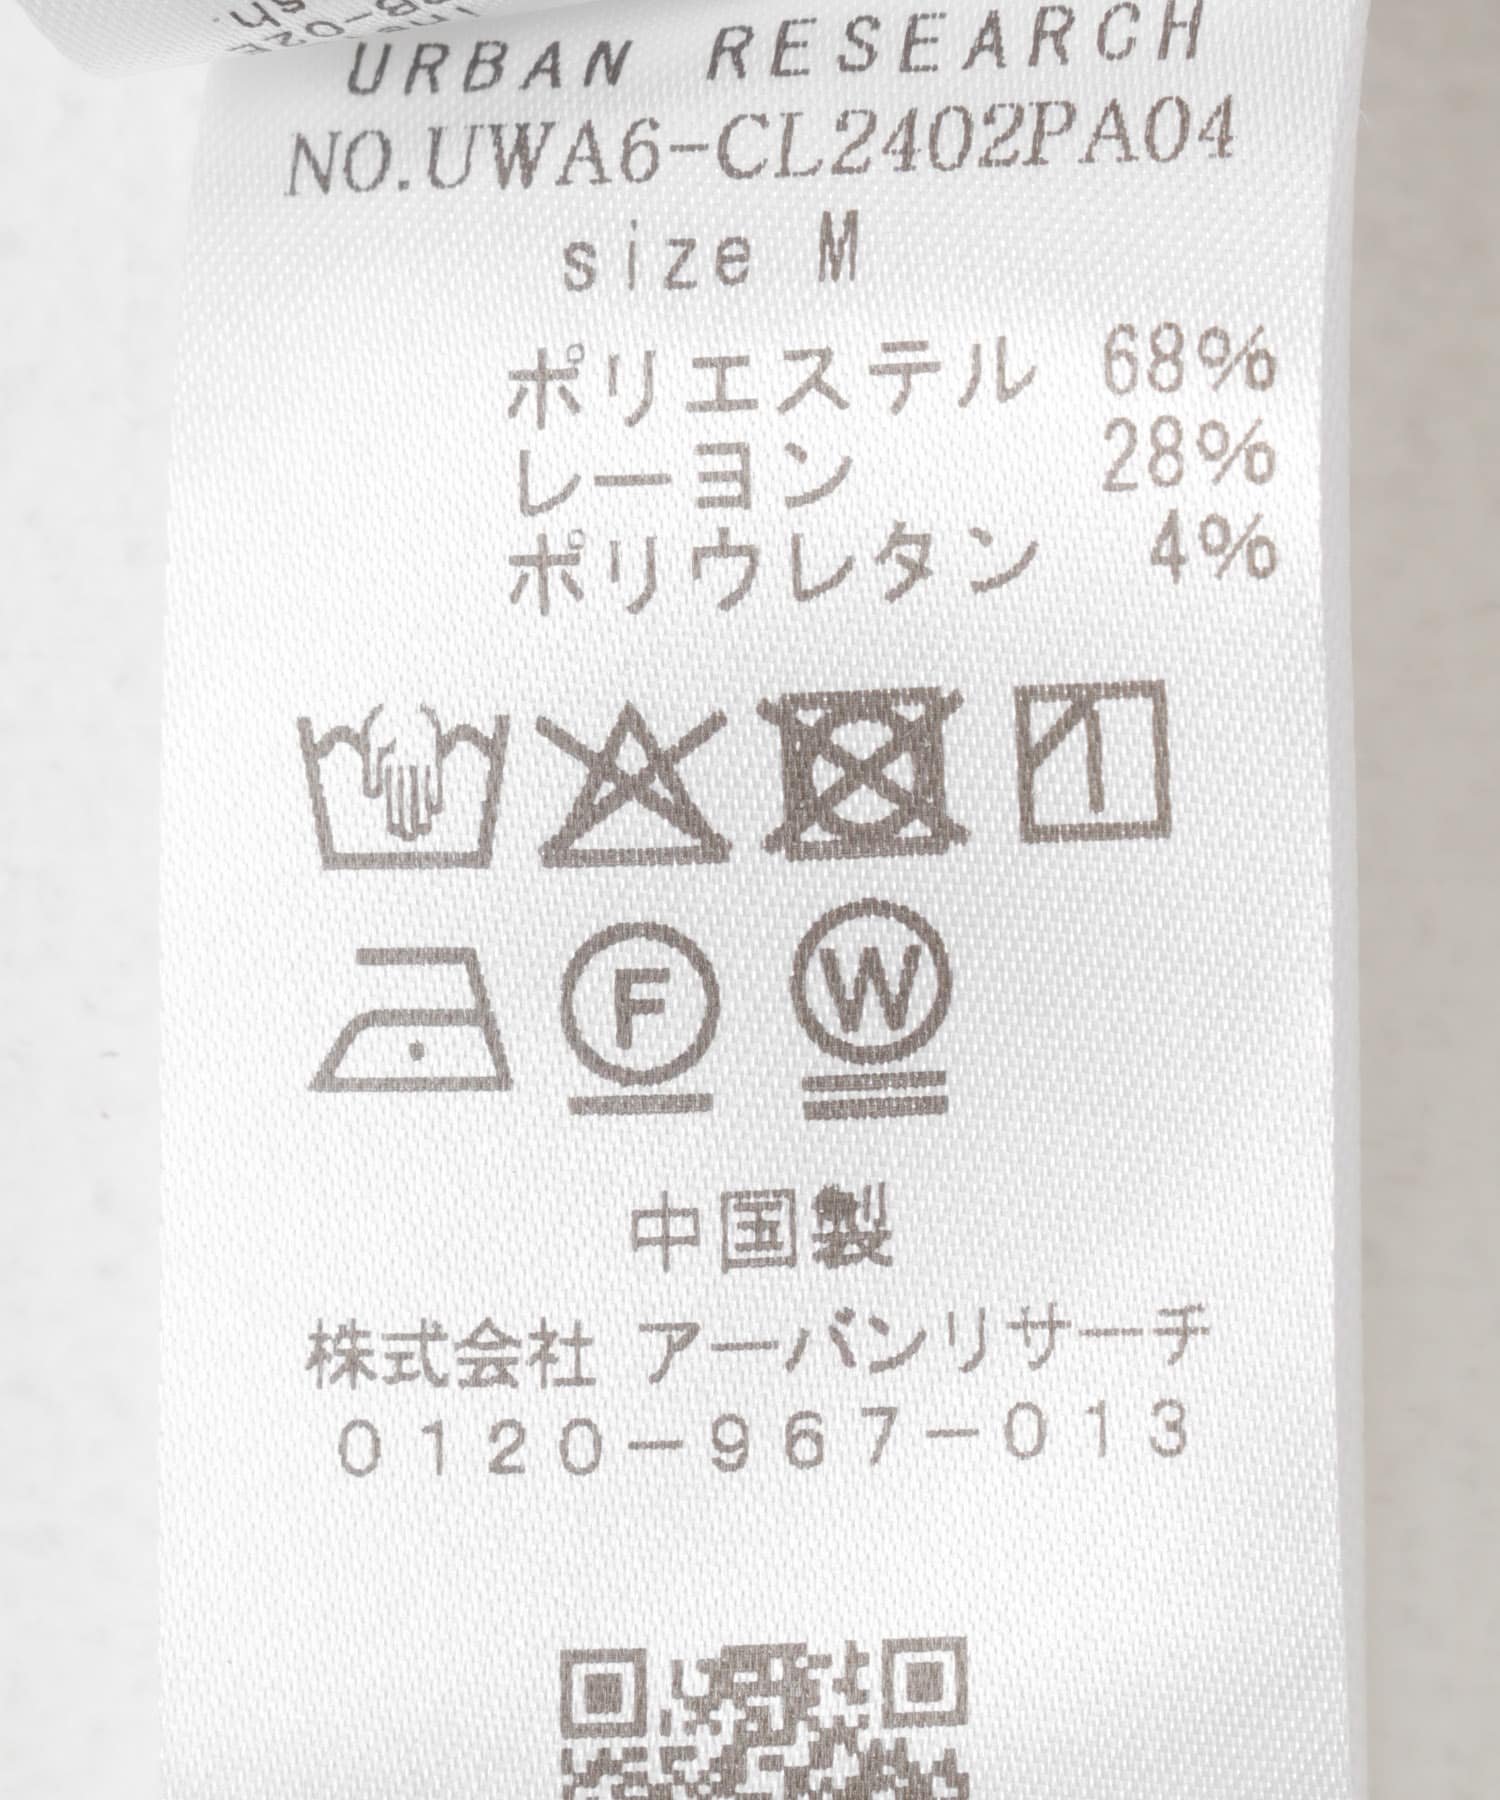 URBAN RESEARCH
NO.UWA6-CL2402PA04
size M
ポリエステル 68%
レーヨン 28%
ポリウレタン 4%
F W
中国製
株式会社 アーバンリサーチ
0120-967-013